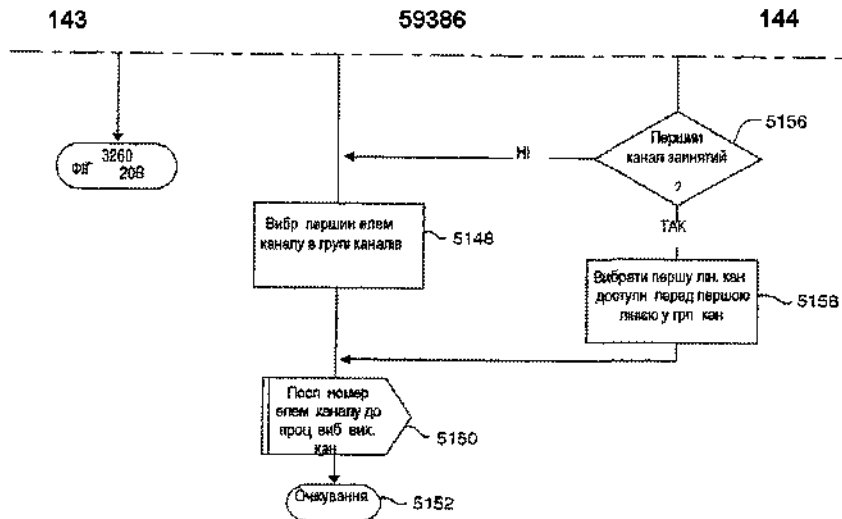 143
59386
144
3260
ФІГ 20B
НІ
Перший
канал зайнятий
?
5156
ТАК
Вибр перший елем
каналу в групі каналів
5148
Вибрати першу лін. кан
доступн перед першою
лінією у груп кан
5158
Посл номер
елем каналу до
проц виб вих.
кан
5150
Очікування
5152